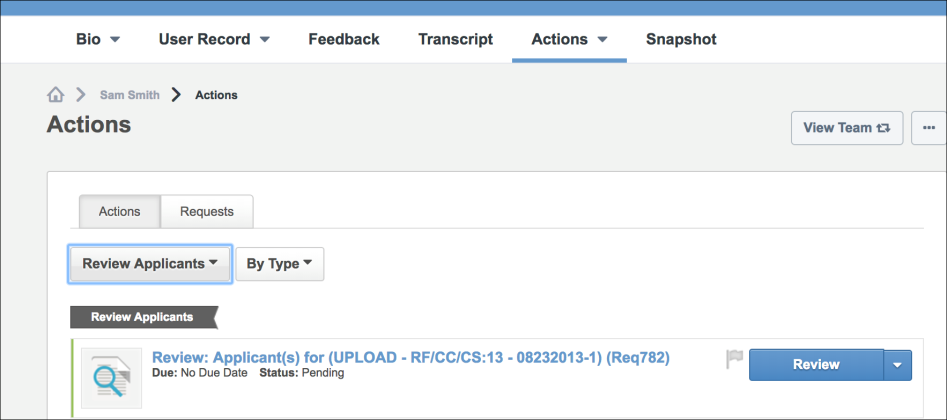 Bio User Record Feedback Transcript Actions Snapshot
Sam Smith Actions
Actions
View Team
Actions Requests
Review Applicants By Type
Review Applicants
Review: Applicant(s) for (UPLOAD - RF/CC/CS:13 - 08232013-1) (Req782)
Review
Due: No Due Date Status: Pending